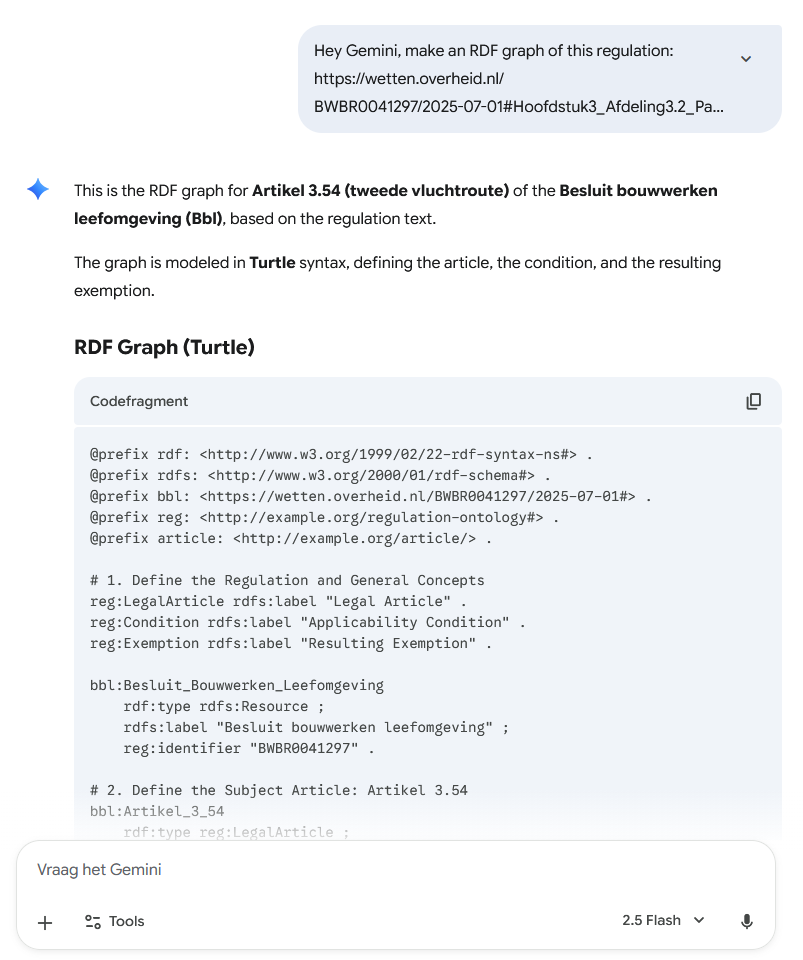 Hey Gemini, make an RDF graph of this regulation:
https://wetten.overheid.nl/
BWBR0041297/2025-07-01#Hoofdstuk3_Afdeling3.2_Pa...
This is the RDF graph for Artikel 3.54 (tweede vluchtroute) of the Besluit bouwwerken
leefomgeving (Bbl), based on the regulation text.
The graph is modeled in Turtle syntax, defining the article, the condition, and the resulting
exemption.
RDF Graph (Turtle)
Codefragment
@prefix rdf: <http://www.w3.org/1999/02/22-rdf-syntax-ns#> .
@prefix rdfs: <http://www.w3.org/2000/01/rdf-schema#> .
@prefix bbl: <https://wetten.overheid.nl/BWBR0041297/2025-07-01#> .
@prefix reg: <http://example.org/regulation-ontology#> .
@prefix article: <http://example.org/article/> .
# 1. Define the Regulation and General Concepts
reg:LegalArticle rdfs:label "Legal Article" .
reg:Condition rdfs:label "Applicability Condition" .
reg:Exemption rdfs:label "Resulting Exemption" .
bbl:Besluit_Bouwwerken_Leefomgeving
    rdf:type rdfs:Resource ;
    rdfs:label "Besluit bouwwerken leefomgeving" ;
    reg:identifier "BWBR0041297" .
# 2. Define the Subject Article: Artikel 3.54
bbl:Artikel_3_54
    rdf:type reg:LegalArticle ;
Vraag het Gemini
Tools
2.5 Flash